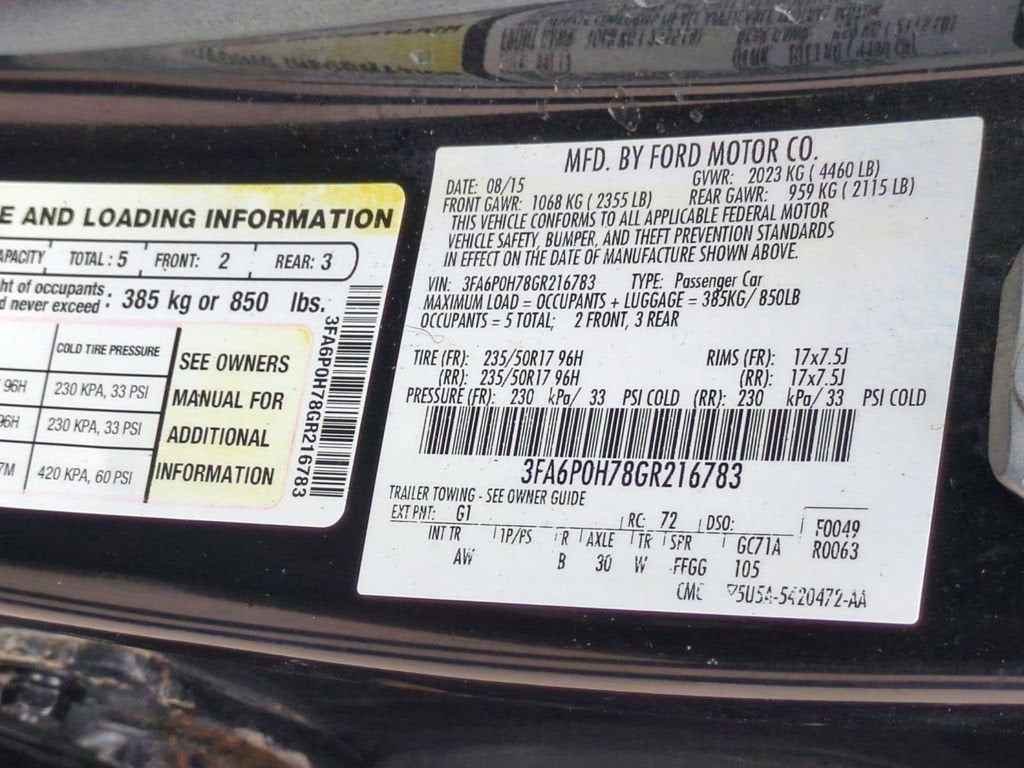 E AND LOADING INFORMATION
APACITY TOTAL : 5 FRONT: 2 REAR: 3
ht of occupants
d never exceed : 385 kg or 850 lbs.
COLD TIRE PRESSURE
96H 230 KPA, 33 PSI
96H 230 KPA, 33 PSI
7M 420 KPA, 60 PSI
SEE OWNERS
MANUAL FOR
ADDITIONAL
INFORMATION
3FA6P0H78GR216783
MFD. BY FORD MOTOR CO.
DATE: 08/15 GVWR: 2023 KG ( 4460 LB)
FRONT GAWR: 1068 KG ( 2355 LB) REAR GAWR: 959 KG ( 2115 LB)
THIS VEHICLE CONFORMS TO ALL APPLICABLE FEDERAL MOTOR
VEHICLE SAFETY, BUMPER, AND THEFT PREVENTION STANDARDS
IN EFFECT ON THE DATE OF MANUFACTURE SHOWN ABOVE.
VIN: 3FA6P0H78GR216783 TYPE: Passenger Car
MAXIMUM LOAD = OCCUPANTS + LUGGAGE = 385KG/ 850LB
OCCUPANTS = 5 TOTAL; 2 FRONT, 3 REAR
TIRE (FR): 235/50R17 96H RIMS (FR): 17x7.5J
(RR): 235/50R17 96H (RR): 17x7.5J
PRESSURE (FR): 230 kPa/ 33 PSI COLD (RR): 230 kPa/ 33 PSI COLD
3FA6P0H78GR216783
TRAILER TOWING - SEE OWNER GUIDE
EXT PNT: G1 RC: 72 DSO: F0049
INT TR TP/PS R AXLE TR SPR GC71A R0063
AW B 30 W FFGG 105